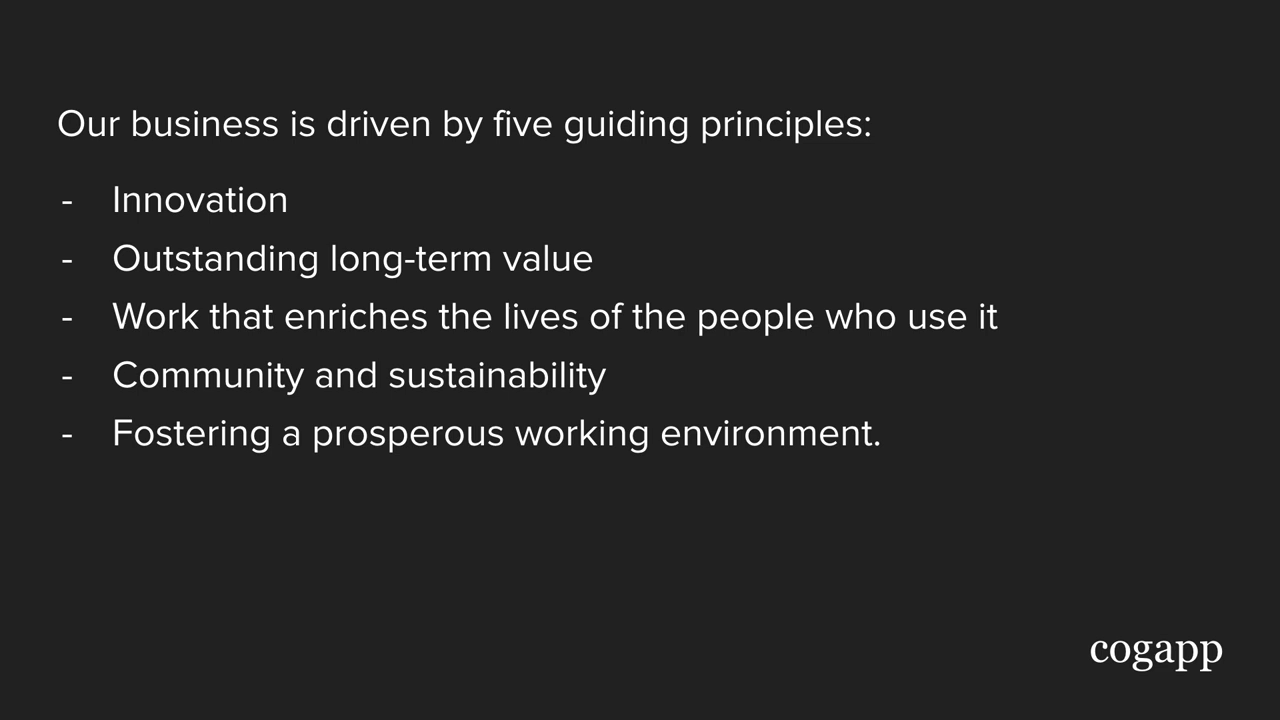 Our business is driven by five guiding principles:
- Innovation
- Outstanding long-term value
- Work that enriches the lives of the people who use it
- Community and sustainability
- Fostering a prosperous working environment.
cogapp